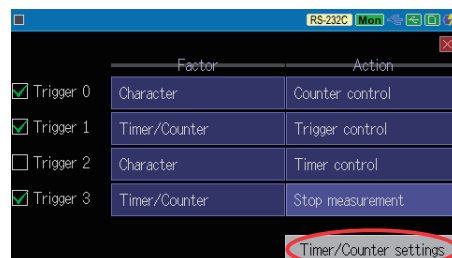 RS-232C Mon
Factor Action
Trigger 0 Character Counter control
Trigger 1 Timer/Counter Trigger control
Trigger 2 Character Timer control
Trigger 3 Timer/Counter Stop measurement
Timer/Counter settings